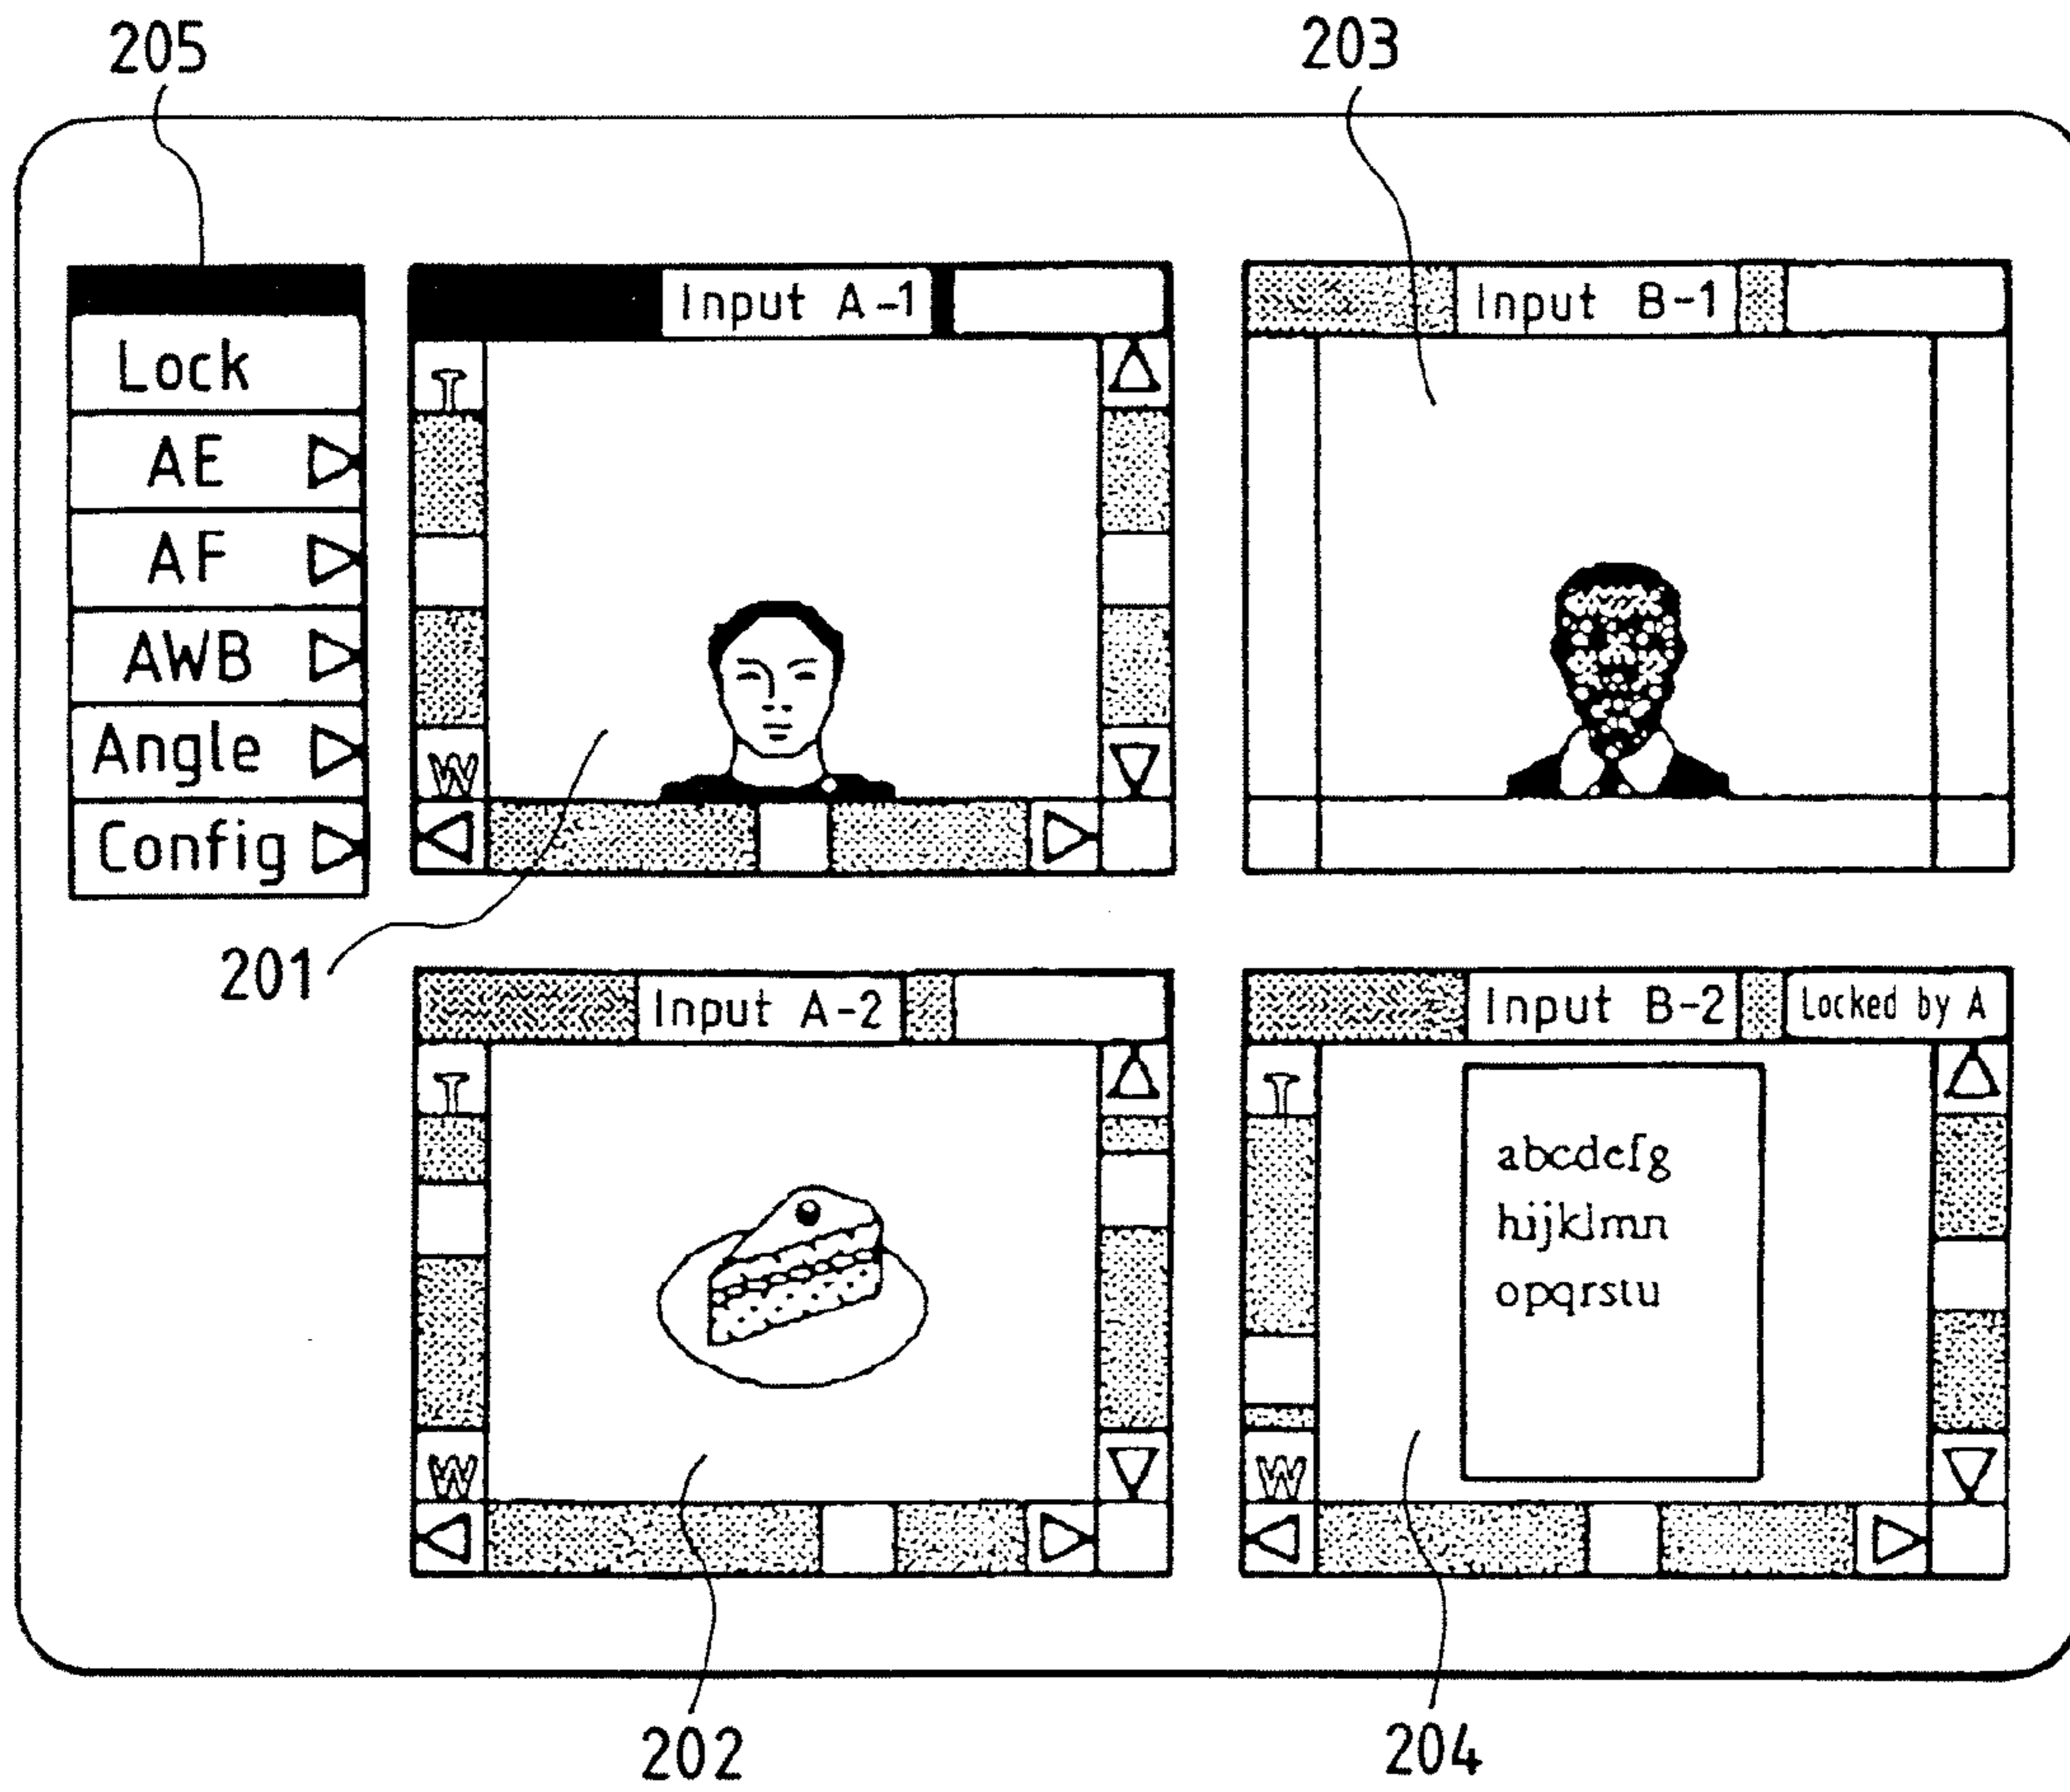 205
203
Lock
AE
AF
AWB
Angle
Config
Input A-1
T
W
Input B-1
201
Input A-2
T
W
Input B-2
Locked by A
T
W
abcdefg
hijklmn
opqrstu
202
204